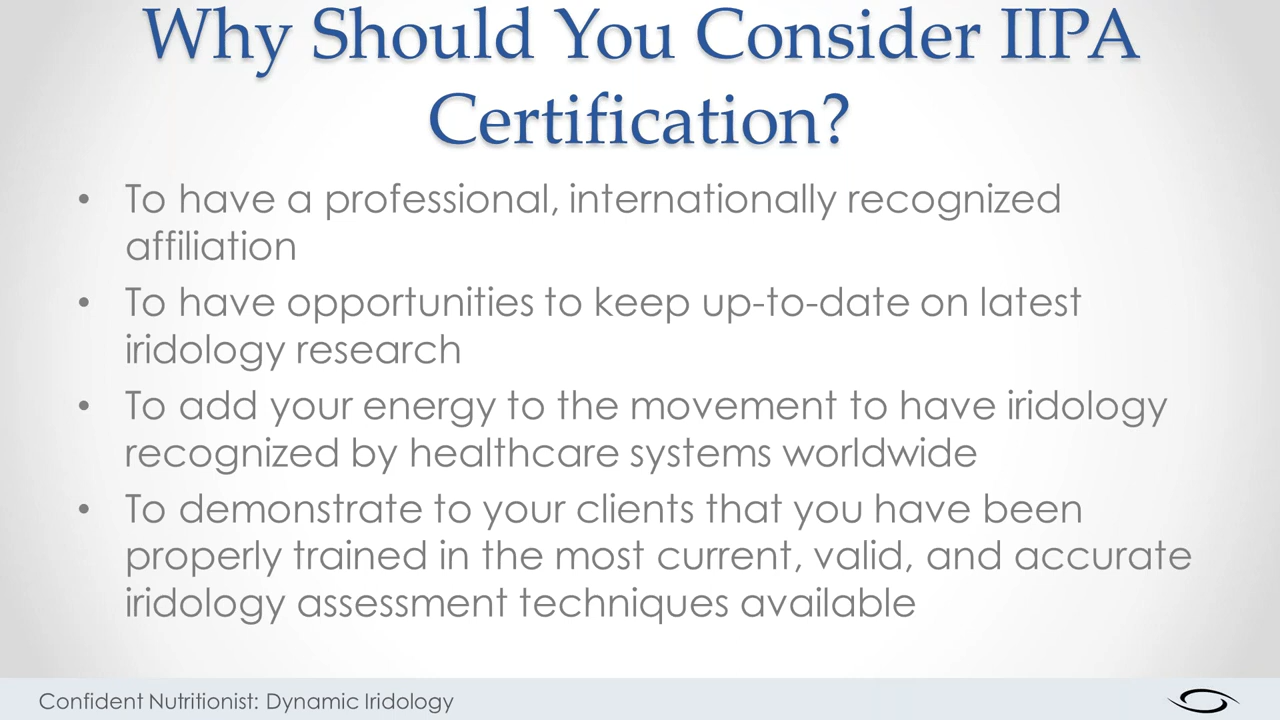 Why Should You Consider IIPA
Certification?
• To have a professional, internationally recognized
affiliation
• To have opportunities to keep up-to-date on latest
iridology research
• To add your energy to the movement to have iridology
recognized by healthcare systems worldwide
• To demonstrate to your clients that you have been
properly trained in the most current, valid, and accurate
iridology assessment techniques available
Confident Nutritionist: Dynamic Iridology